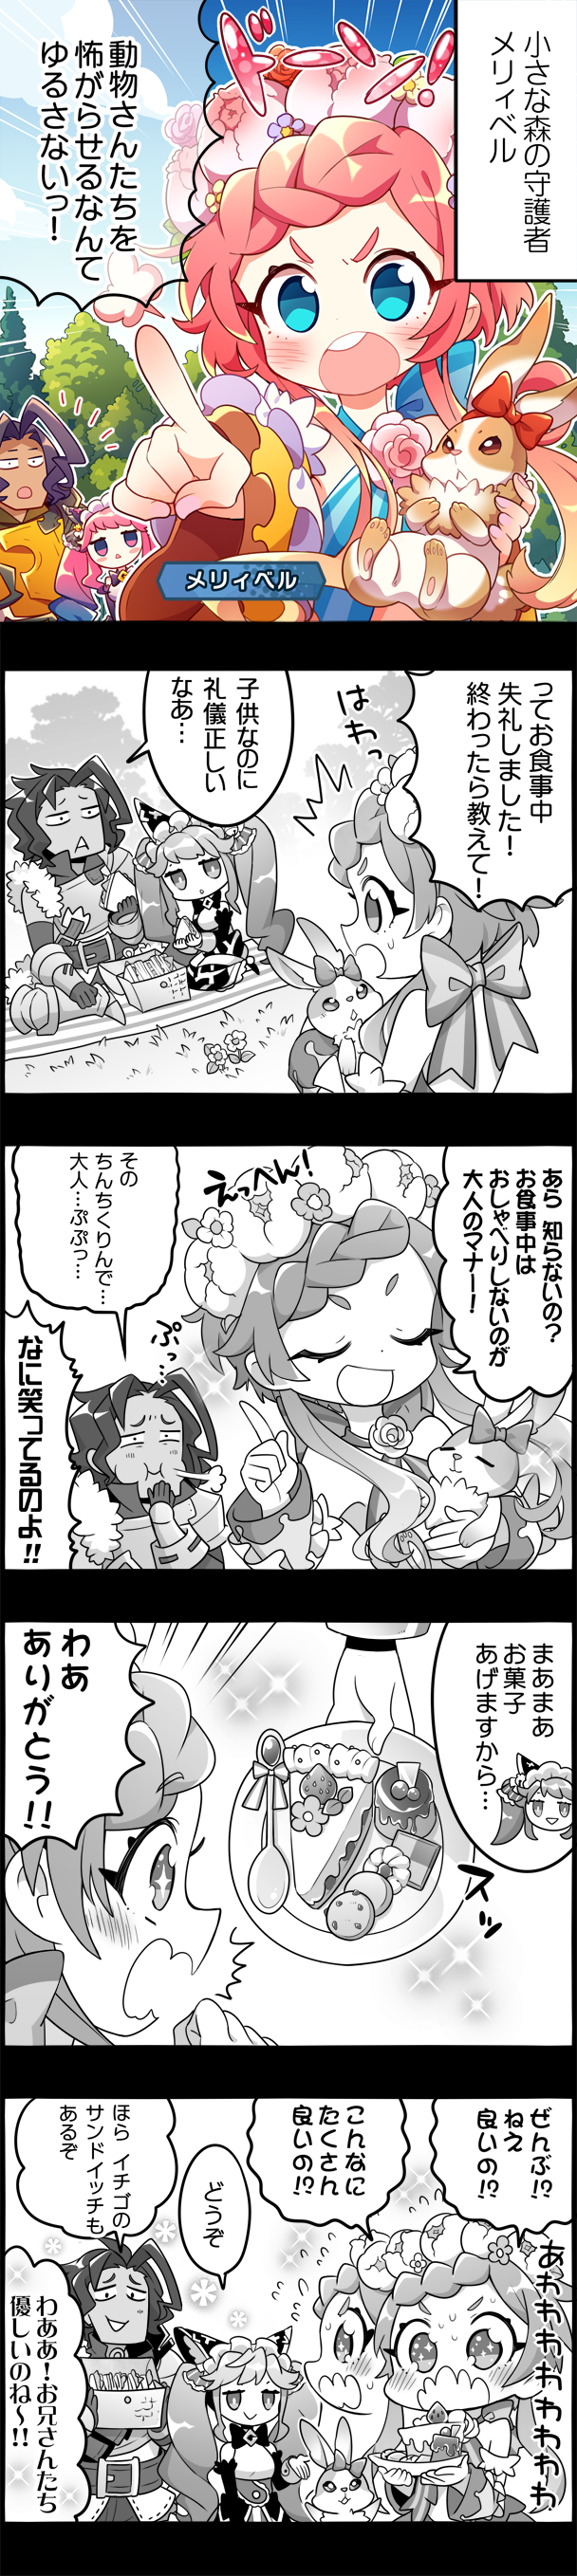 小さな森の守護者
メリィベル
ドーーン!
動物さんたちを
怖がらせるなんて
ゆるさないっ!
メリィベル
ってお食事中
失礼しました!
終わったら教えて!
はわっ
子供なのに
礼儀正しい
なあ…
あら 知らないの?
お食事中は
おしゃべりしないのが
大人のマナー!
えっへん!
その
ちんちくりんで…
大人…ぷぷっ…
ぷっ…
なに笑ってるのよ!!
まあまあ
お菓子
あげますから…
スッ
わあ
ありがとう!!
ぜんぶ!?
ねえ
良いの!?
こんなに
たくさん
良いの!?
あわわわわわわわ
どうぞ
ほら イチゴの
サンドイッチも
あるぞ
わああ!お兄さんたち
優しいのね〜!!